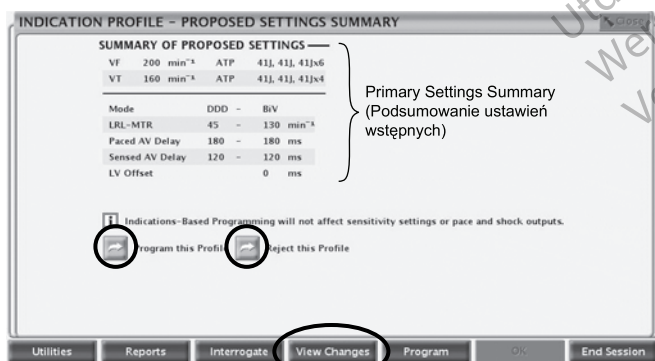 INDICATION PROFILE – PROPOSED SETTINGS SUMMARY
Close
SUMMARY OF PROPOSED SETTINGS
VF 200 min⁻¹ ATP 41J, 41J, 41Jx6
VT 160 min⁻¹ ATP 41J, 41J, 41Jx4
Mode DDD – BiV
LRL–MTR 45 – 130 min⁻¹
Paced AV Delay 180 – 180 ms
Sensed AV Delay 120 – 120 ms
LV Offset 0 ms
Primary Settings Summary
(Podsumowanie ustawień
wstępnych)
i Indications-Based Programming will not affect sensitivity settings or pace and shock outputs.
Program this Profile Reject this Profile
Utilities Reports Interrogate View Changes Program OK End Session